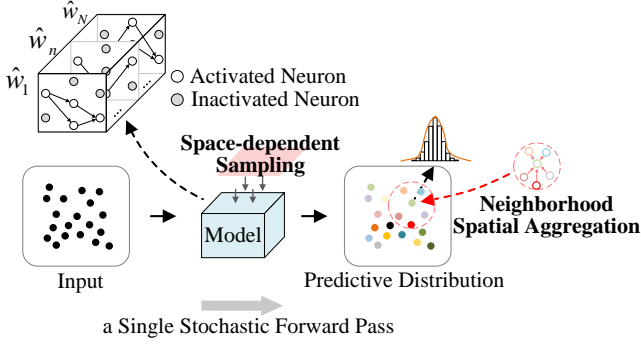 ŵ_N
ŵ_n
ŵ_1
Activated Neuron
Inactivated Neuron
Space-dependent
Sampling
Model
Neighborhood
Spatial Aggregation
Input
Predictive Distribution
a Single Stochastic Forward Pass